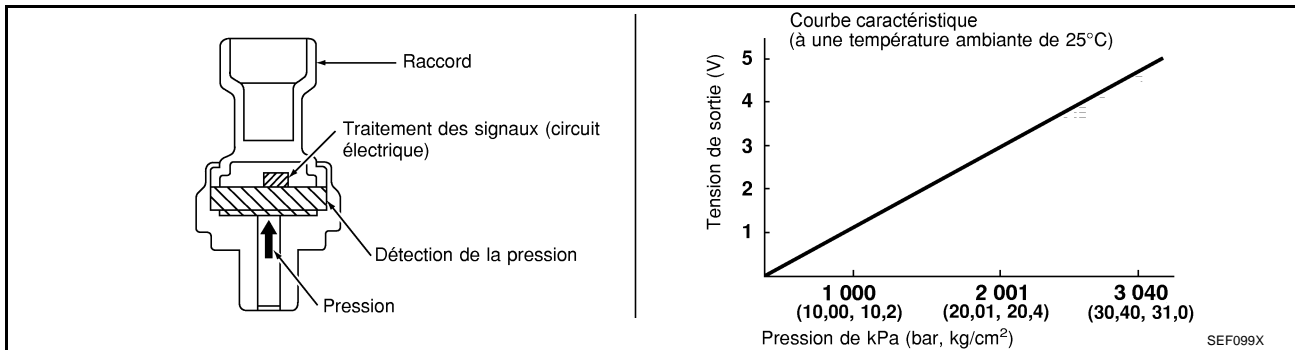 Raccord
Traitement des signaux (circuit
électrique)
Détection de la pression
Pression
Courbe caractéristique
(à une température ambiante de 25°C)
Tension de sortie (V)
5
4
3
2
1
1 000 2 001 3 040
(10,00, 10,2) (20,01, 20,4) (30,40, 31,0)
Pression de kPa (bar, kg/cm²)
SEF099X